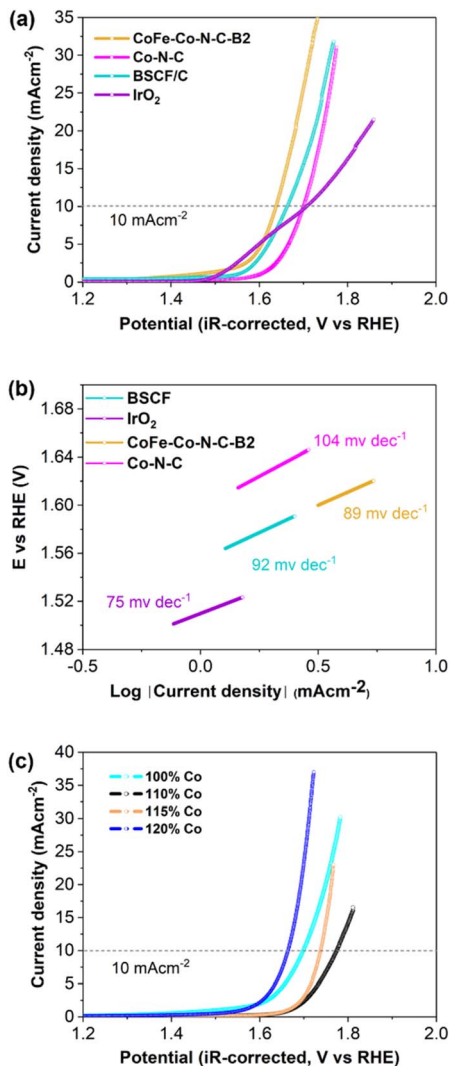 (a)
CoFe-Co-N-C-B2
Co-N-C
BSCF/C
IrO₂
Current density (mAcm⁻²)
35
30
25
20
15
10
5
0
10 mAcm⁻²
1.2 1.4 1.6 1.8 2.0
Potential (iR-corrected, V vs RHE)
(b)
BSCF
IrO₂
CoFe-Co-N-C-B2
Co-N-C
E vs RHE (V)
1.68
1.64
1.60
1.56
1.52
1.48
104 mv dec⁻¹
89 mv dec⁻¹
92 mv dec⁻¹
75 mv dec⁻¹
-0.5 0.0 0.5 1.0
Log |Current density| (mAcm⁻²)
(c)
100% Co
110% Co
115% Co
120% Co
Current density (mAcm⁻²)
40
35
30
25
20
15
10
5
0
10 mAcm⁻²
1.2 1.4 1.6 1.8 2.0
Potential (iR-corrected, V vs RHE)